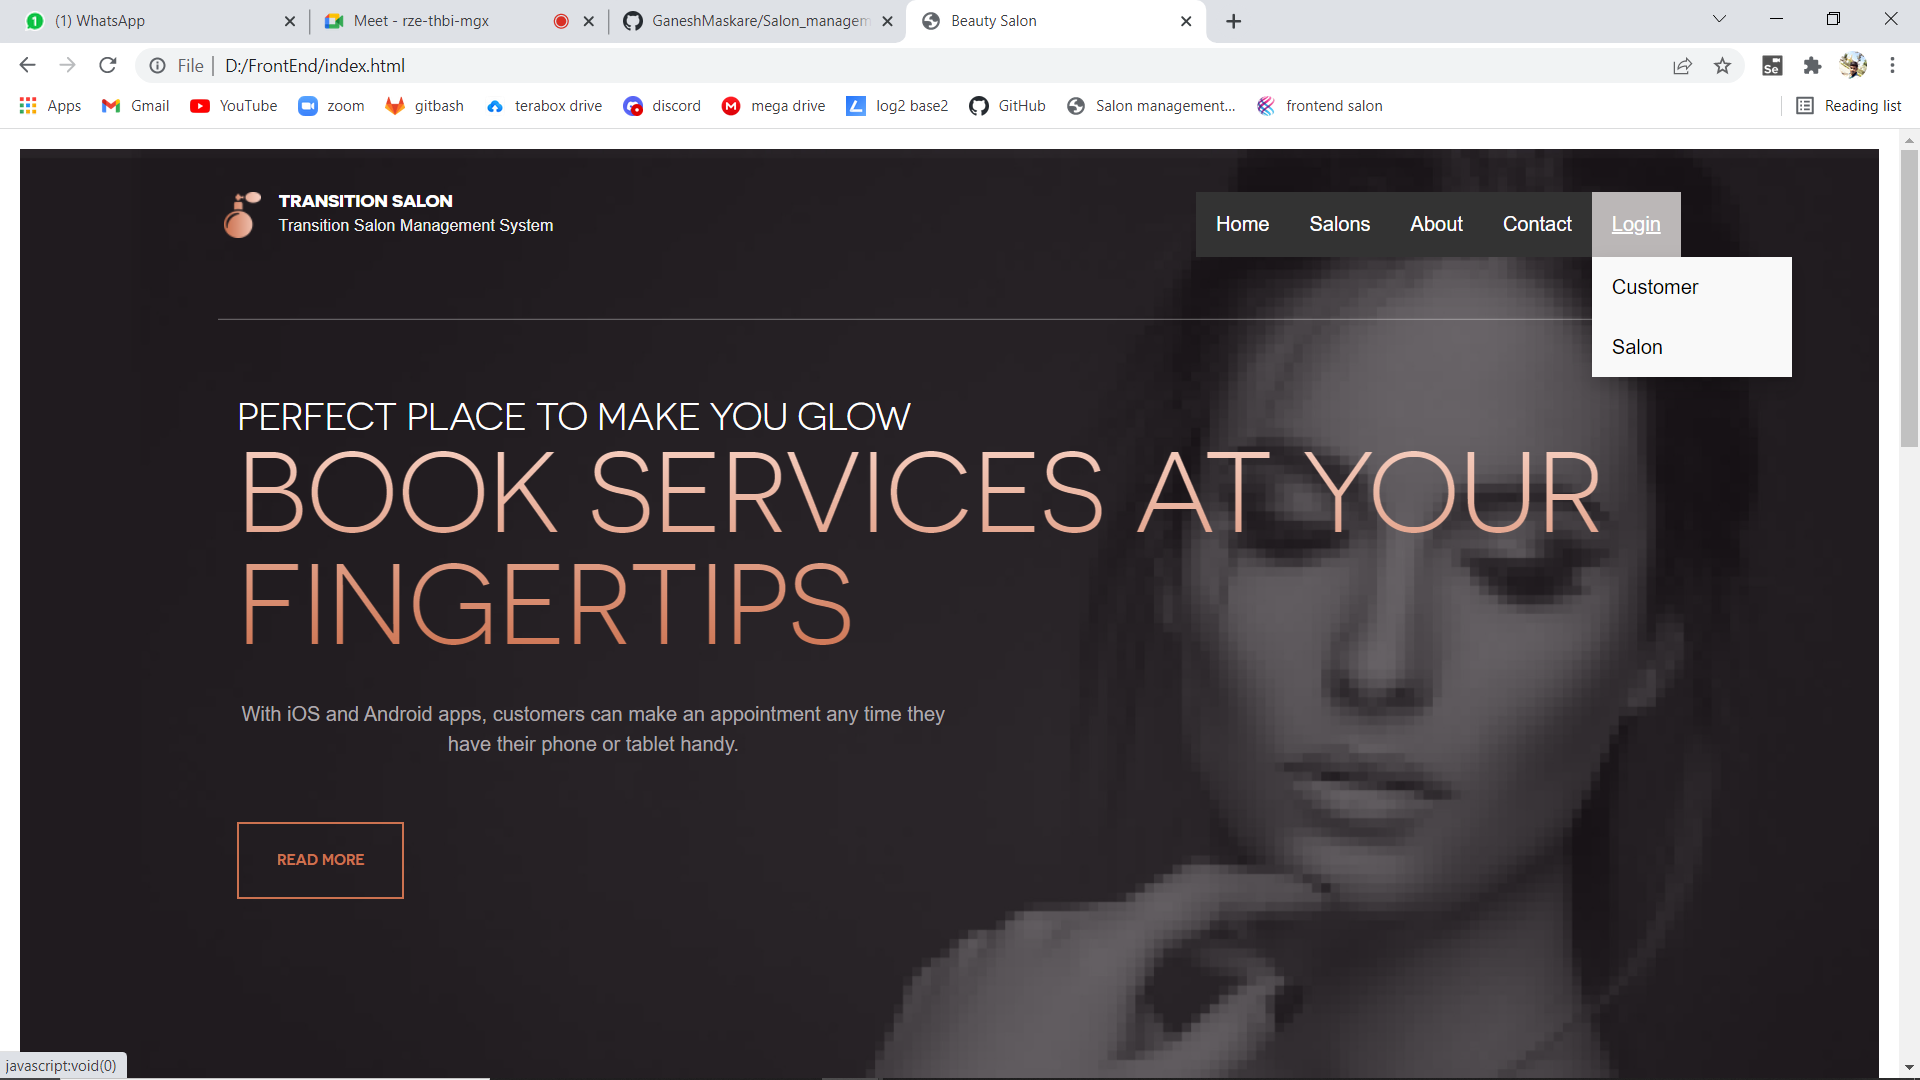 (1) WhatsApp
Meet - rze-thbi-mgx
GaneshMaskare/Salon_managem
Beauty Salon
File
D:/FrontEnd/index.html
Se
Apps
Gmail
YouTube
zoom
gitbash
terabox drive
discord
M
mega drive
log2 base2
GitHub
Salon management...
frontend salon
Reading list
TRANSITION SALON
Transition Salon Management System
Home
Salons
About
Contact
Login
Customer
Salon
PERFECT PLACE TO MAKE YOU GLOW
BOOK SERVICES AT YOUR
FINGERTIPS
With iOS and Android apps, customers can make an appointment any time they
have their phone or tablet handy.
READ MORE
javascript:void(0)